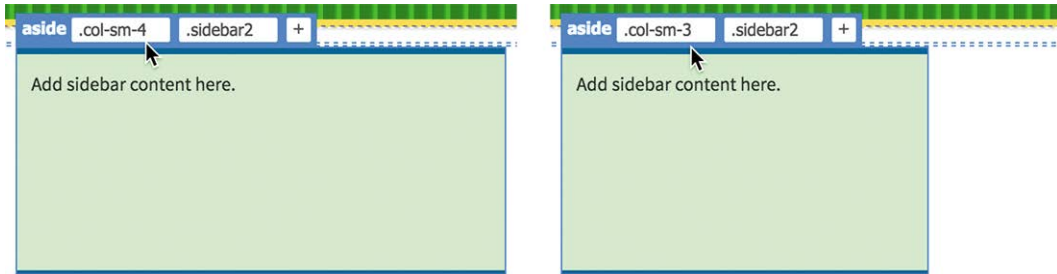 aside .col-sm-4 .sidebar2 +
Add sidebar content here.
aside .col-sm-3 .sidebar2 +
Add sidebar content here.